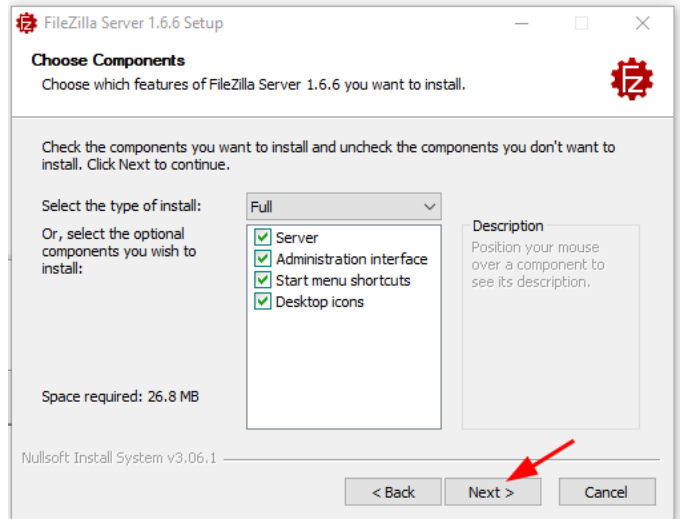 FileZilla Server 1.6.6 Setup
Choose Components
Choose which features of FileZilla Server 1.6.6 you want to install.
Fz
Check the components you want to install and uncheck the components you don't want to
install. Click Next to continue.
Select the type of install:
Full
Or, select the optional
components you wish to
install:
Server
Administration interface
Start menu shortcuts
Desktop icons
Description
Position your mouse
over a component to
see its description.
Space required: 26.8 MB
Nullsoft Install System v3.06.1
< Back
Next >
Cancel